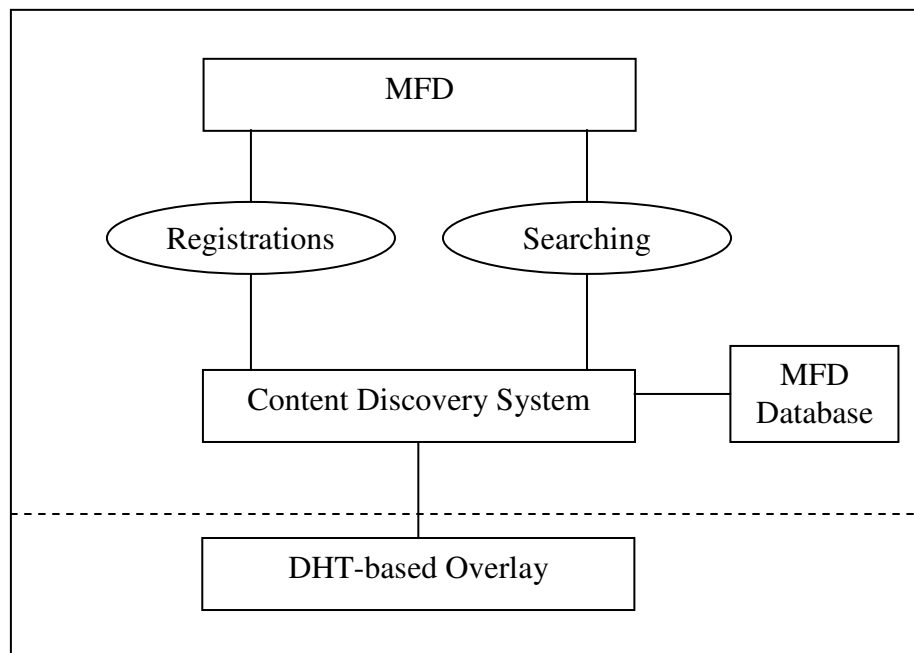 MFD
Registrations
Searching
Content Discovery System
MFD
Database
DHT-based Overlay